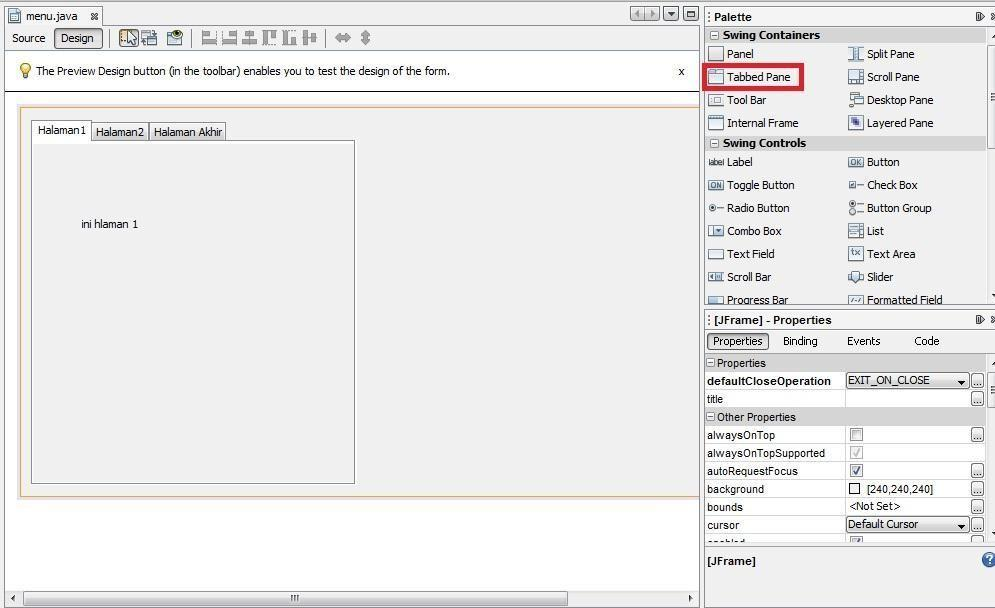 menu.java
Source Design
The Preview Design button (in the toolbar) enables you to test the design of the form. x
Halaman1 Halaman2 Halaman Akhir
ini hlaman 1
Palette
Swing Containers
Panel Split Pane
Tabbed Pane Scroll Pane
Tool Bar Desktop Pane
Internal Frame Layered Pane
Swing Controls
label Label OK Button
ON Toggle Button Check Box
Radio Button Button Group
Combo Box List
Text Field tx Text Area
Scroll Bar Slider
Progress Bar Formatted Field
[JFrame] - Properties
Properties Binding Events Code
Properties
defaultCloseOperation EXIT_ON_CLOSE ...
title ...
Other Properties
alwaysOnTop ...
alwaysOnTopSupported
autoRequestFocus ...
background [240,240,240] ...
bounds <Not Set> ...
cursor Default Cursor ...
enabled
[JFrame] ?